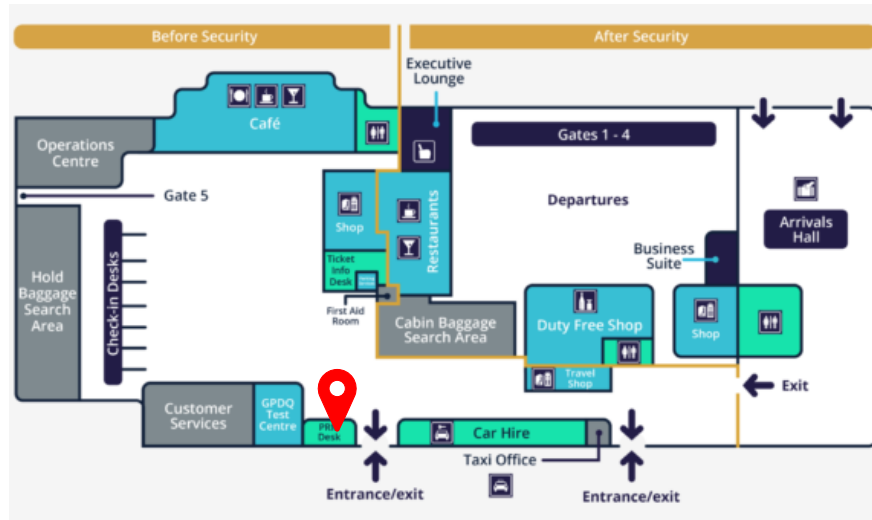 Before Security
After Security
Executive
Lounge
Café
Gates 1 - 4
Operations
Centre
Gate 5
Shop
Restaurants
Departures
Arrivals
Hall
Business
Suite
Ticket
Info
Desk
Hold
Baggage
Search
Area
Check-in Desks
First Aid
Room
Cabin Baggage
Search Area
Duty Free Shop
Shop
Travel
Shop
Exit
Customer
Services
GPDQ
Test
Centre
Desk
Car Hire
Taxi Office
Entrance/exit
Entrance/exit